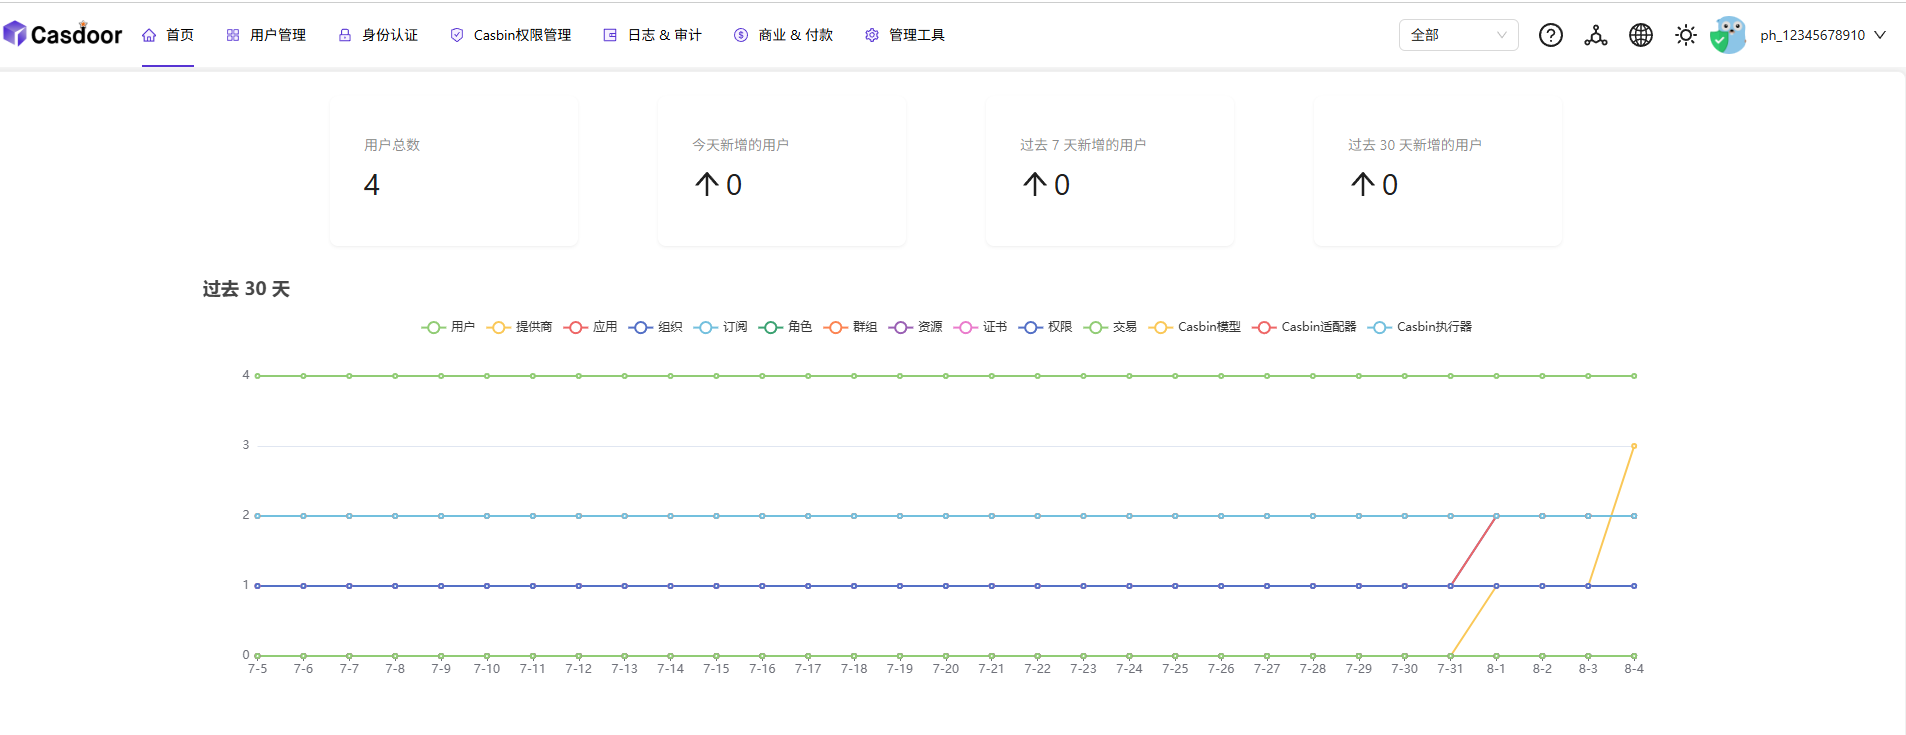 Casdoor 首页 用户管理 身份认证 Casbin权限管理 日志 & 审计 商业 & 付款 管理工具 全部 ph_12345678910
用户总数 今天新增的用户 过去 7 天新增的用户 过去 30 天新增的用户
4 ↑ 0 ↑ 0 ↑ 0
过去 30 天
用户 提供商 应用 组织 订阅 角色 群组 资源 证书 权限 交易 Casbin模型 Casbin适配器 Casbin执行器
4
3
2
1
0
7-5 7-6 7-7 7-8 7-9 7-10 7-11 7-12 7-13 7-14 7-15 7-16 7-17 7-18 7-19 7-20 7-21 7-22 7-23 7-24 7-25 7-26 7-27 7-28 7-29 7-30 7-31 8-1 8-2 8-3 8-4